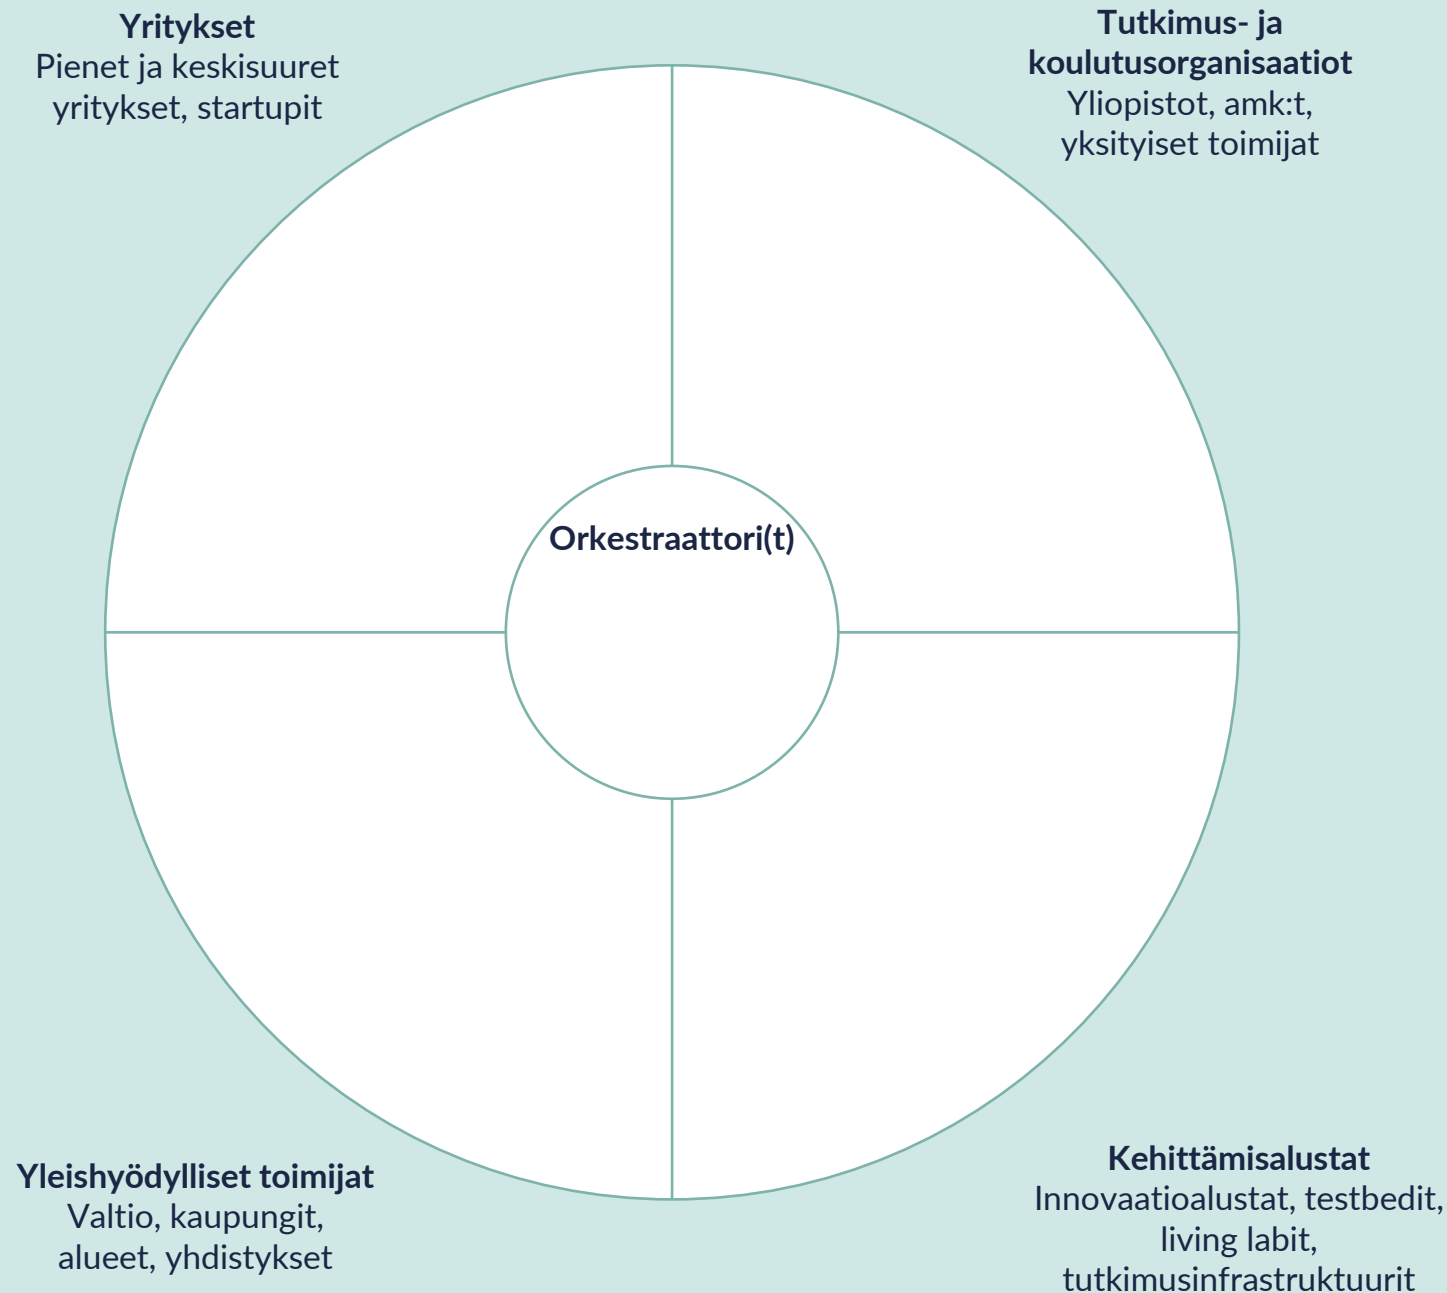 Yritykset
Pienet ja keskisuuret
yritykset, startupit
Tutkimus- ja
koulutusorganisaatiot
Yliopistot, amk:t,
yksityiset toimijat
Orkestraattori(t)
Yleishyödylliset toimijat
Valtio, kaupungit,
alueet, yhdistykset
Kehittämisalustat
Innovaatioalustat, testbedit,
living labit,
tutkimusinfrastruktuurit